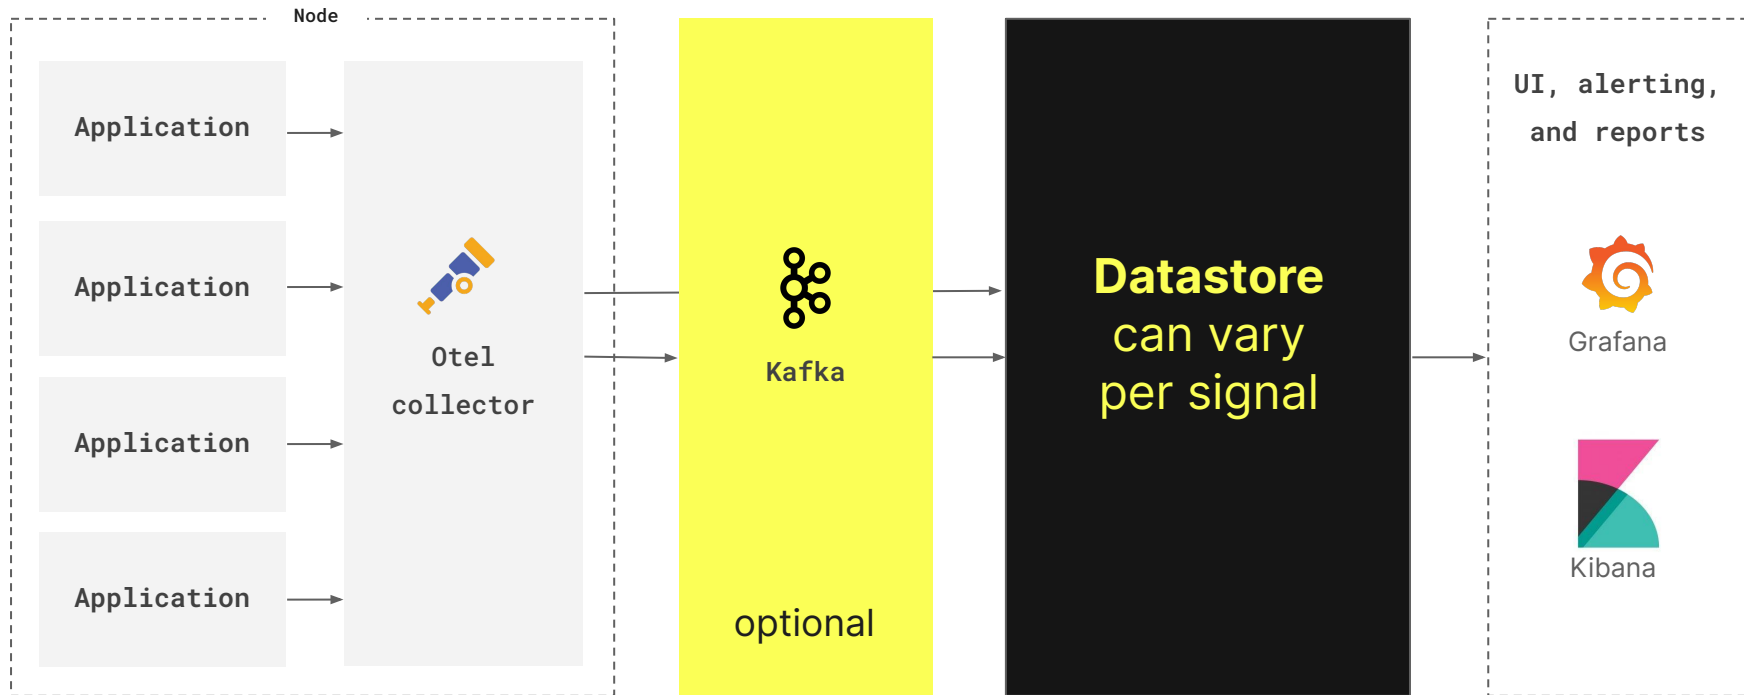 Node
Application
Application
Application
Application
Otel
collector
Kafka
optional
Datastore
can vary
per signal
UI, alerting,
and reports
Grafana
Kibana